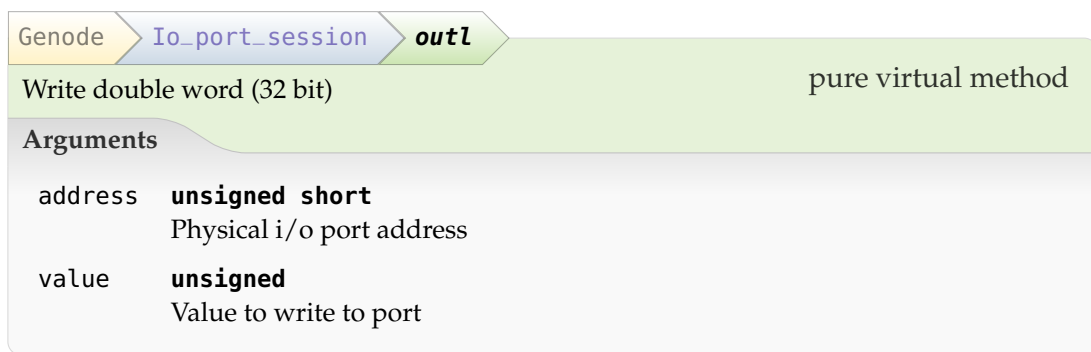 Genode Io_port_session outl
Write double word (32 bit) pure virtual method
Arguments
address unsigned short
Physical i/o port address
value unsigned
Value to write to port